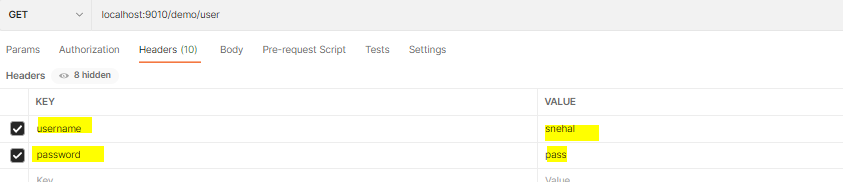 GET localhost:9010/demo/user
Params Authorization Headers (10) Body Pre-request Script Tests Settings
Headers 8 hidden
KEY VALUE
username snehal
password pass
Key Value